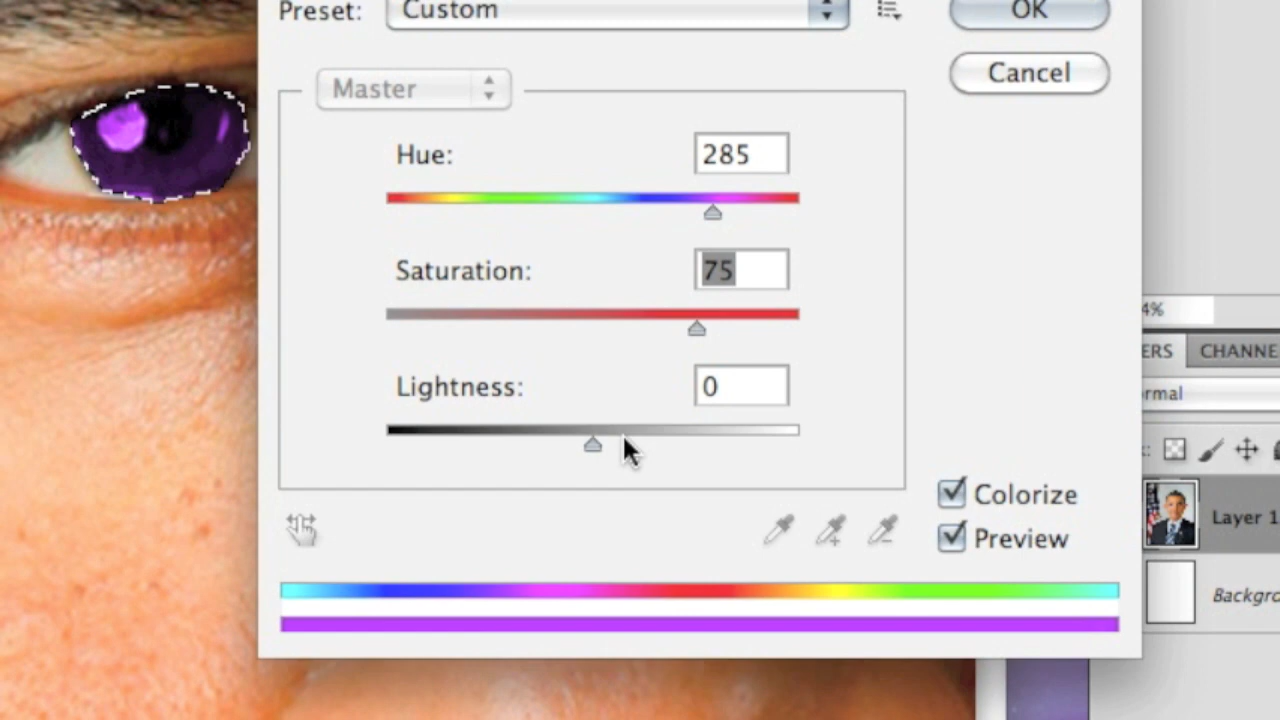 Preset: Custom OK
Cancel
Master
Hue: 285
Saturation: 75
Lightness: 0
4%
ERS CHANNE
rmal
Colorize
Preview
Layer 1
Backgro